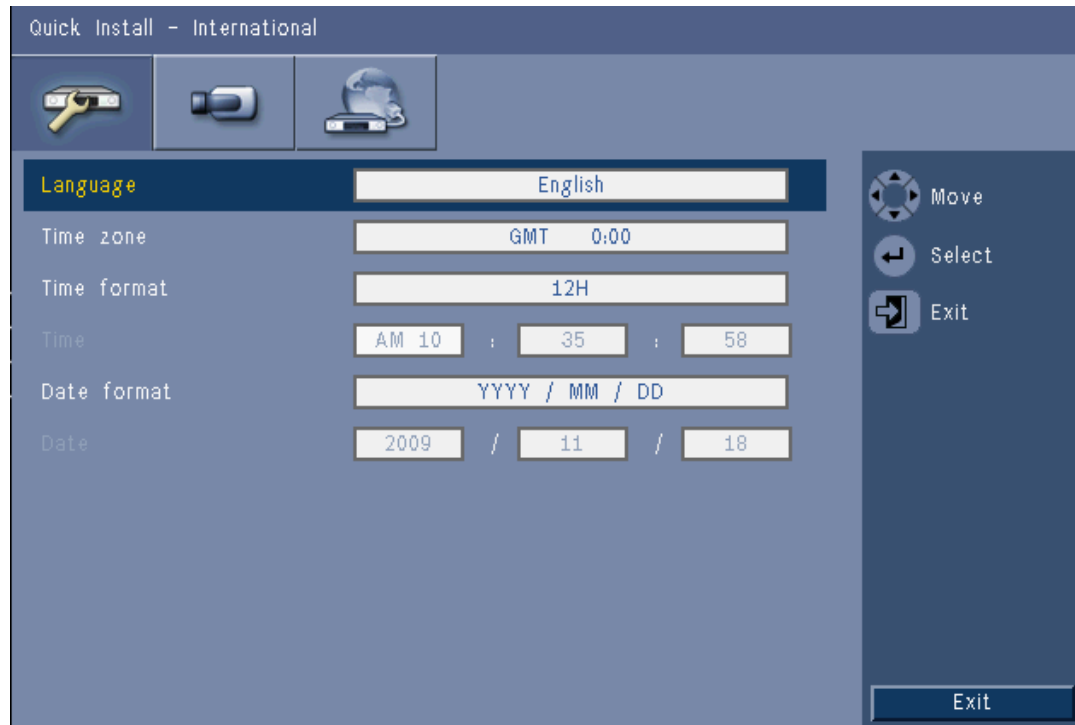 Quick Install - International
Language English
Time zone GMT 0:00
Time format 12H
Time AM 10 : 35 : 58
Date format YYYY / MM / DD
Date 2009 / 11 / 18
Move
Select
Exit
Exit